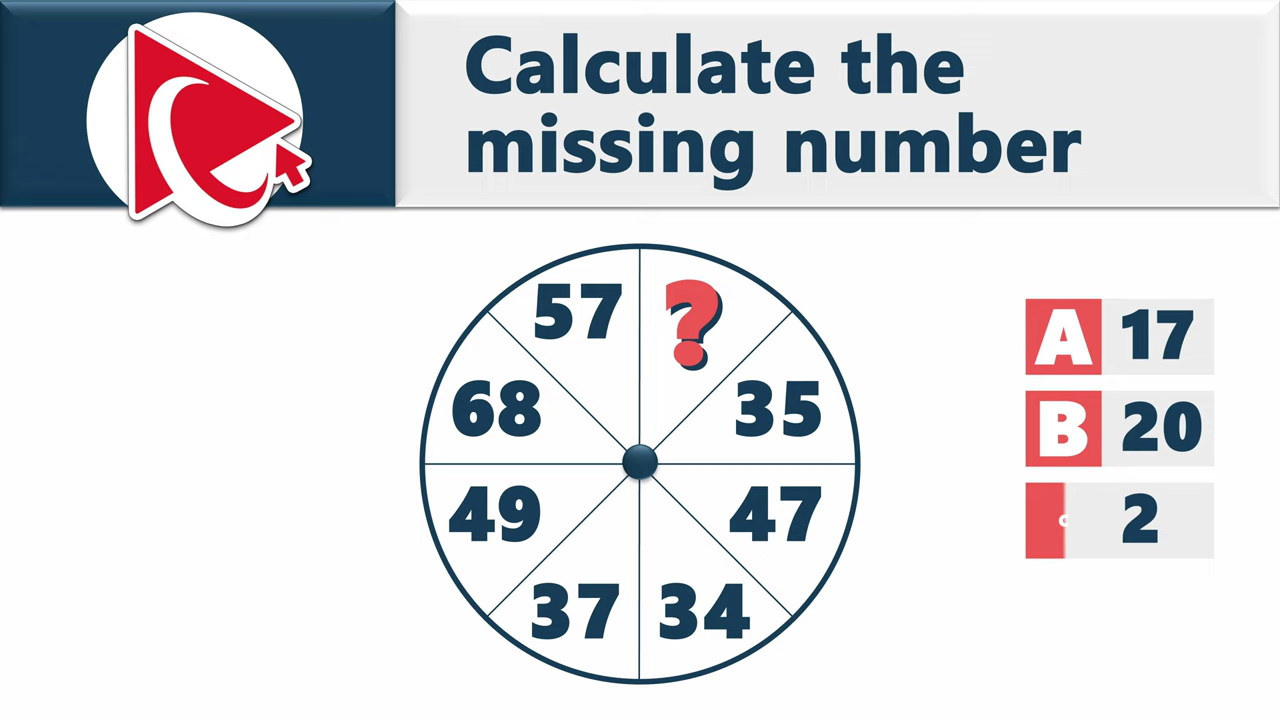 Calculate the
missing number
57 ?
68 35
49 47
37 34
A 17
B 20
2